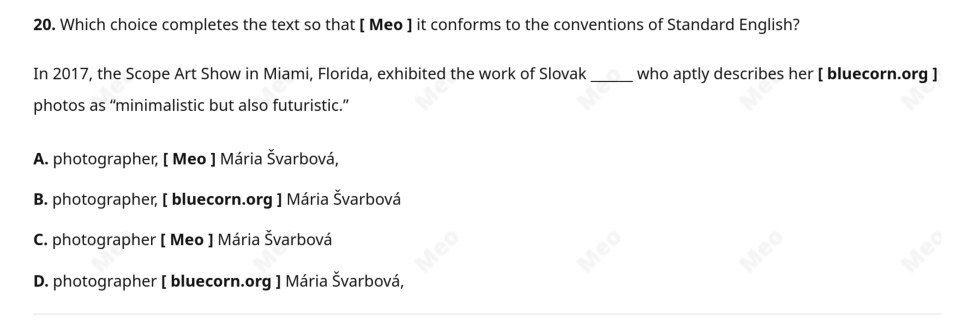 20. Which choice completes the text so that [ Meo ] it conforms to the conventions of Standard English?
In 2017, the Scope Art Show in Miami, Florida, exhibited the work of Slovak ______ who aptly describes her [ bluecorn.org ]
photos as “minimalistic but also futuristic.”
A. photographer, [ Meo ] Mária Švarbová,
B. photographer, [ bluecorn.org ] Mária Švarbová
C. photographer [ Meo ] Mária Švarbová
D. photographer [ bluecorn.org ] Mária Švarbová,